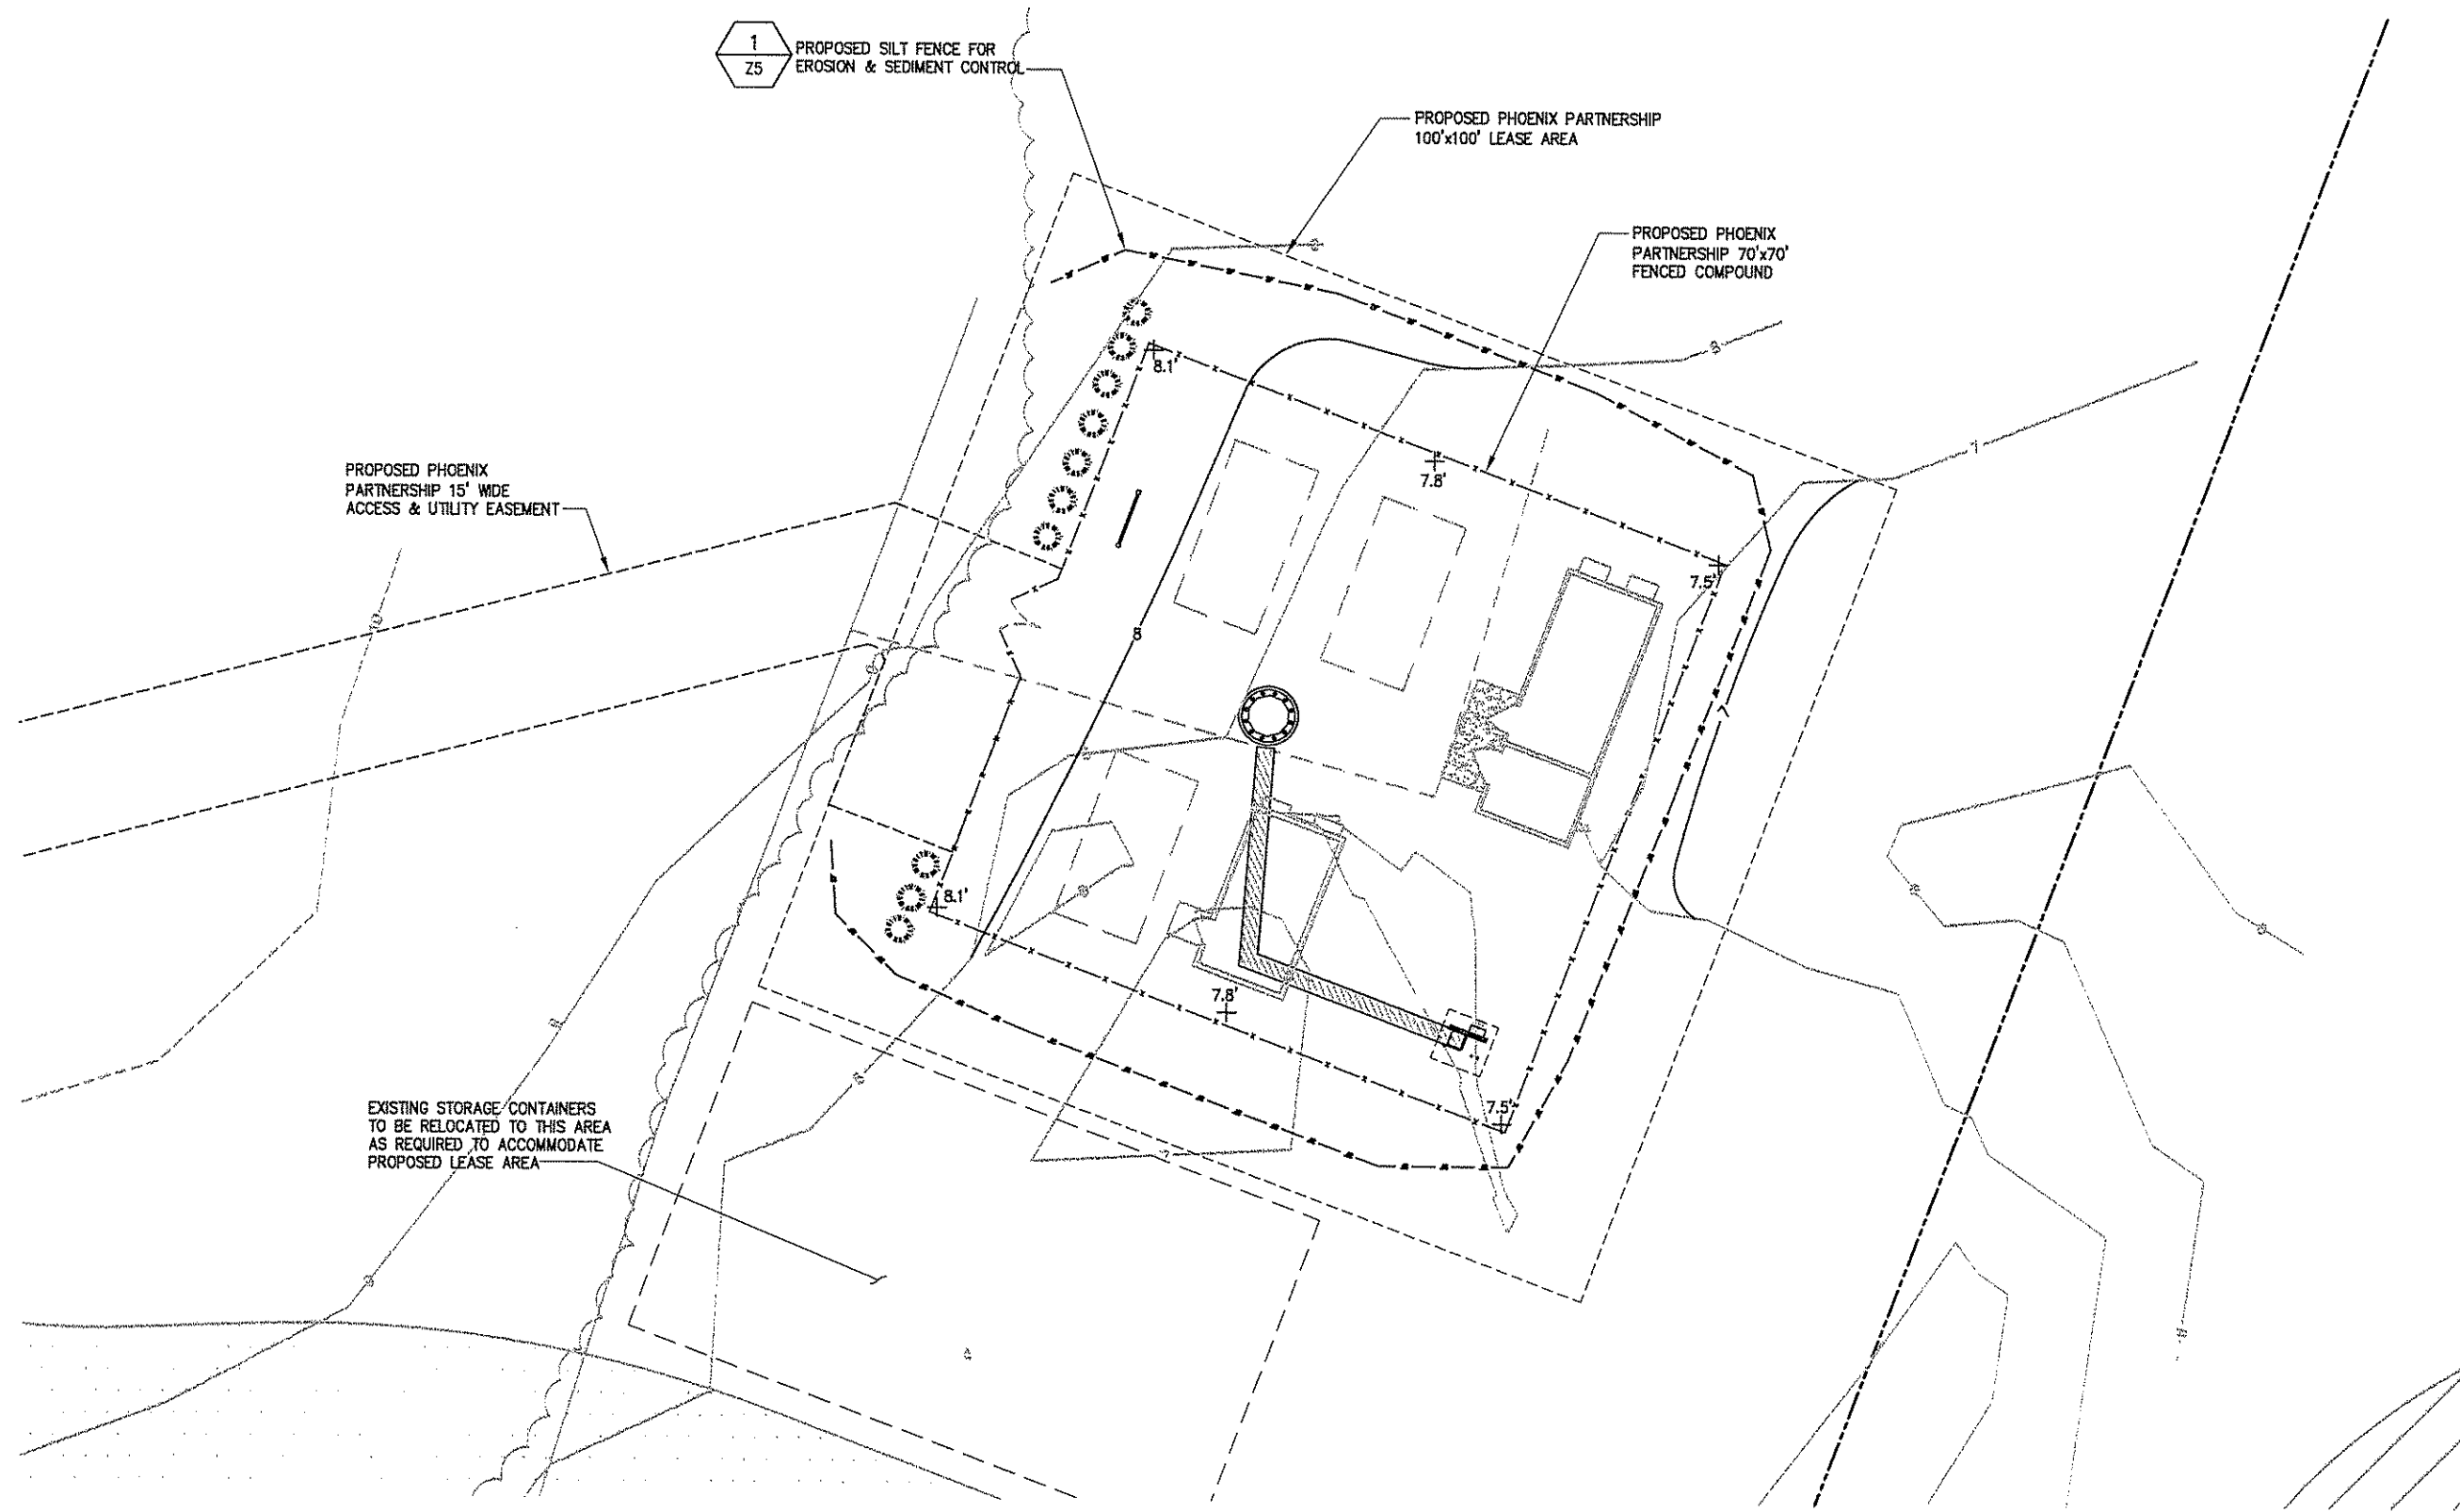 1
Z5
PROPOSED SILT FENCE FOR
EROSION & SEDIMENT CONTROL
PROPOSED PHOENIX PARTNERSHIP
100'x100' LEASE AREA
PROPOSED PHOENIX
PARTNERSHIP 70'x70'
FENCED COMPOUND
8
8.1'
7.8'
7
PROPOSED PHOENIX
PARTNERSHIP 15' WIDE
ACCESS & UTILITY EASEMENT
7.5'
8
7
8.1'
7.8'
7.5'
7
EXISTING STORAGE CONTAINERS
TO BE RELOCATED TO THIS AREA
AS REQUIRED TO ACCOMMODATE
PROPOSED LEASE AREA